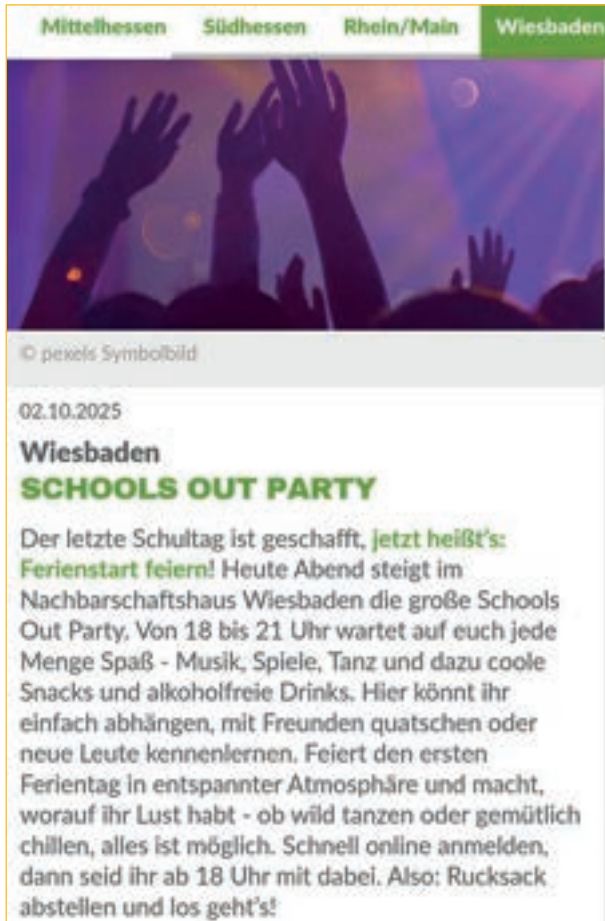 Mittelhessen Südhessen Rhein/Main Wiesbaden
© pexels Symbolbild
02.10.2025
Wiesbaden
SCHOOLS OUT PARTY
Der letzte Schultag ist geschafft, jetzt heißt's:
Ferienstart feiern! Heute Abend steigt im
Nachbarschaftshaus Wiesbaden die große Schools
Out Party. Von 18 bis 21 Uhr wartet auf euch jede
Menge Spaß - Musik, Spiele, Tanz und dazu coole
Snacks und alkoholfreie Drinks. Hier könnt ihr
einfach abhängen, mit Freunden quatschen oder
neue Leute kennenlernen. Feiert den ersten
Ferientag in entspannter Atmosphäre und macht,
worauf ihr Lust habt - ob wild tanzen oder gemütlich
chillen, alles ist möglich. Schnell online anmelden,
dann seid ihr ab 18 Uhr mit dabei. Also: Rucksack
abstellen und los geht's!